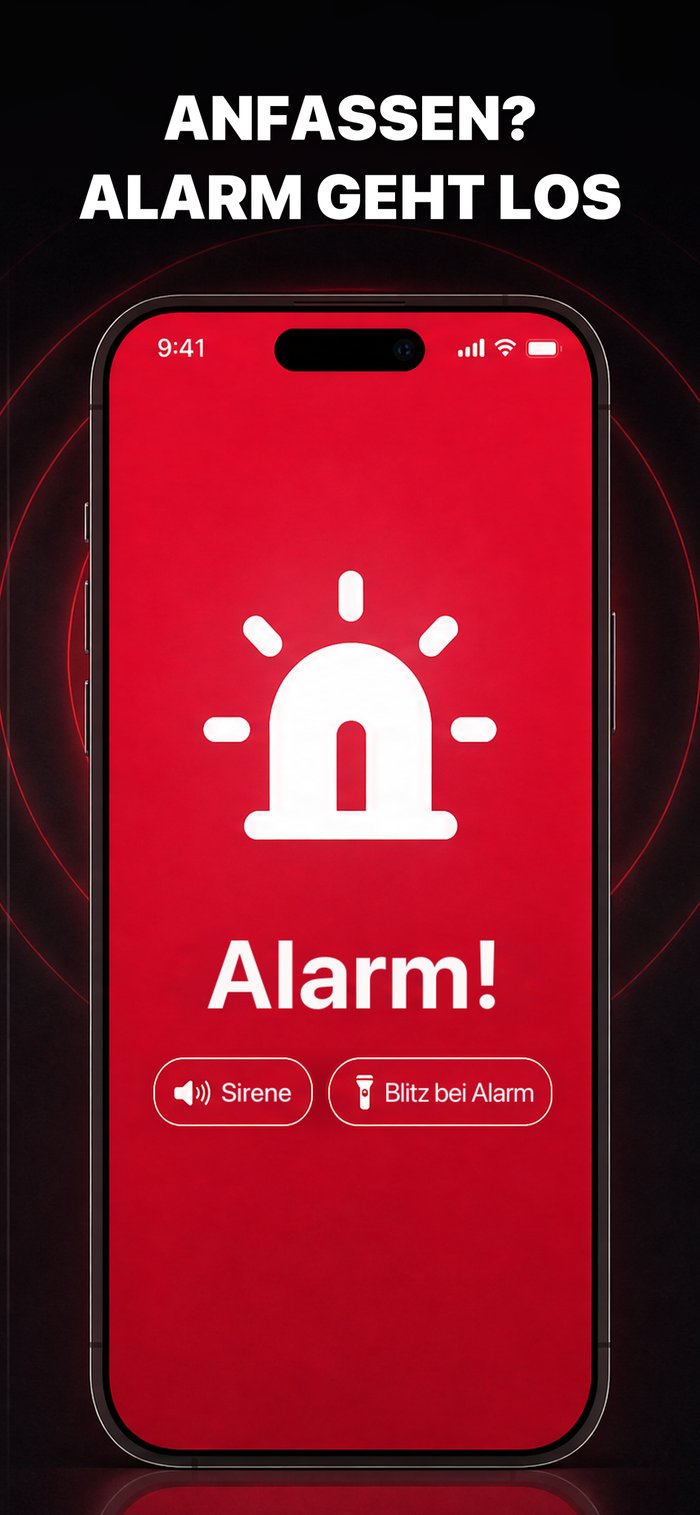 ANFASSEN?
ALARM GEHT LOS
9:41
Alarm!
Sirene
Blitz bei Alarm